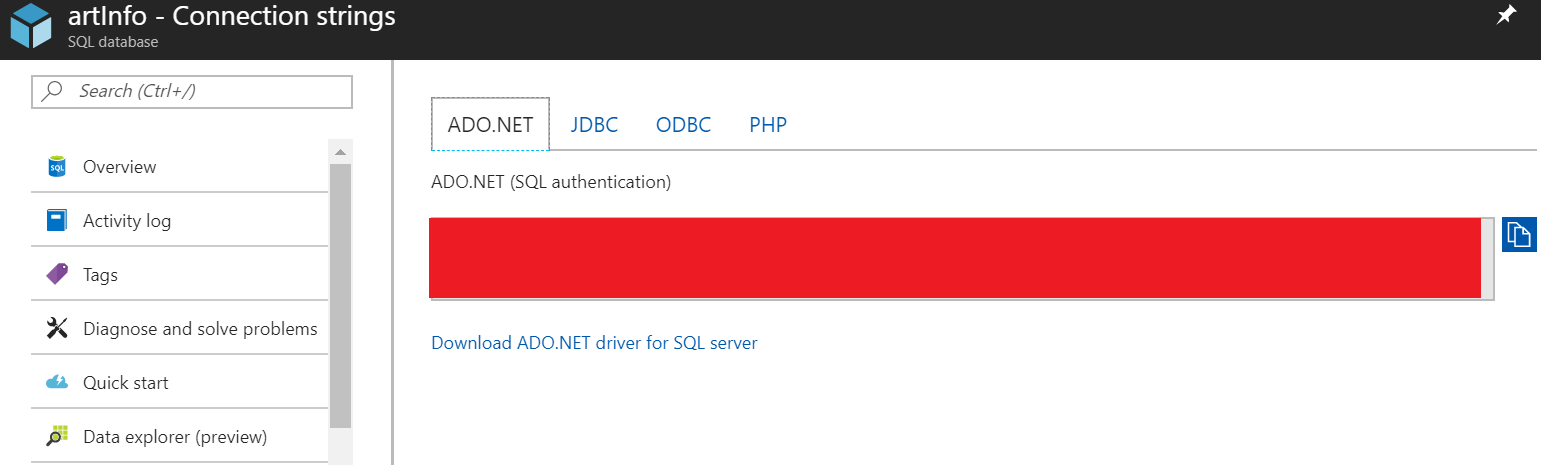 artInfo - Connection strings
SQL database
Search (Ctrl+/)
ADO.NET JDBC ODBC PHP
SQL Overview
ADO.NET (SQL authentication)
Activity log
Tags
Diagnose and solve problems
Download ADO.NET driver for SQL server
Quick start
Data explorer (preview)